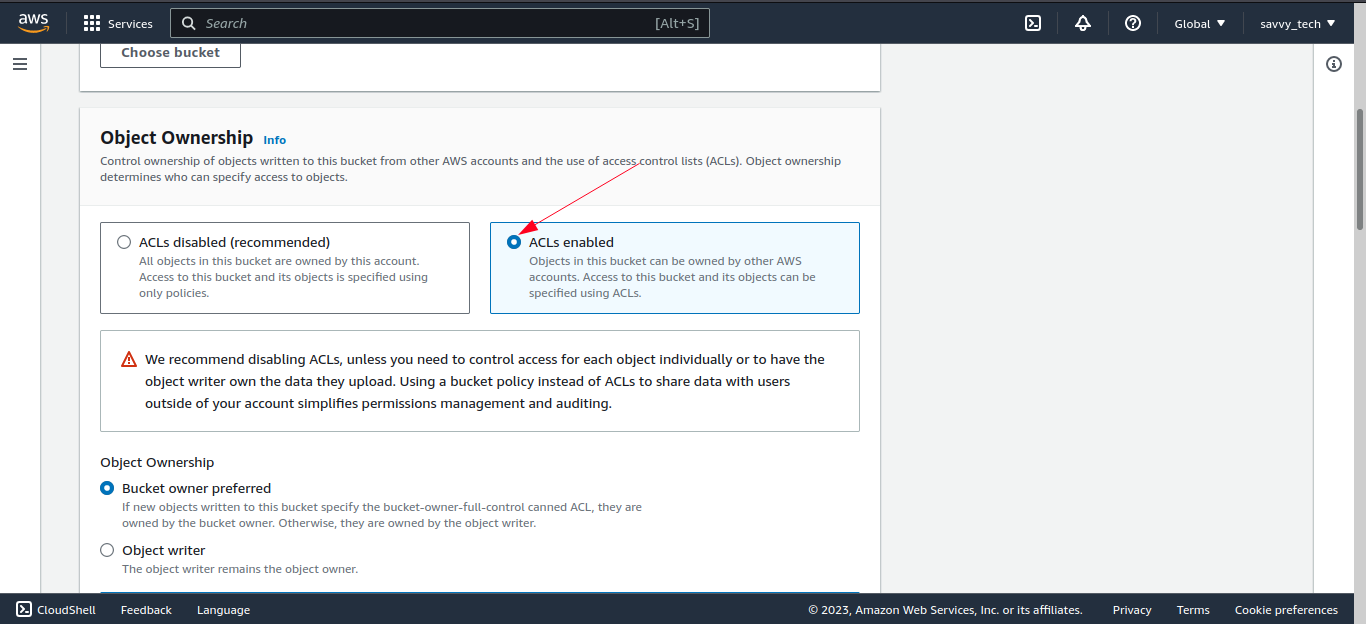 aws Services Search [Alt+S] Global savvy_tech
Choose bucket
Object Ownership Info
Control ownership of objects written to this bucket from other AWS accounts and the use of access control lists (ACLs). Object ownership
determines who can specify access to objects.
ACLs disabled (recommended)
All objects in this bucket are owned by this account.
Access to this bucket and its objects is specified using
only policies.
ACLs enabled
Objects in this bucket can be owned by other AWS
accounts. Access to this bucket and its objects can be
specified using ACLs.
We recommend disabling ACLs, unless you need to control access for each object individually or to have the
object writer own the data they upload. Using a bucket policy instead of ACLs to share data with users
outside of your account simplifies permissions management and auditing.
Object Ownership
Bucket owner preferred
If new objects written to this bucket specify the bucket-owner-full-control canned ACL, they are
owned by the bucket owner. Otherwise, they are owned by the object writer.
Object writer
The object writer remains the object owner.
CloudShell Feedback Language © 2023, Amazon Web Services, Inc. or its affiliates. Privacy Terms Cookie preferences